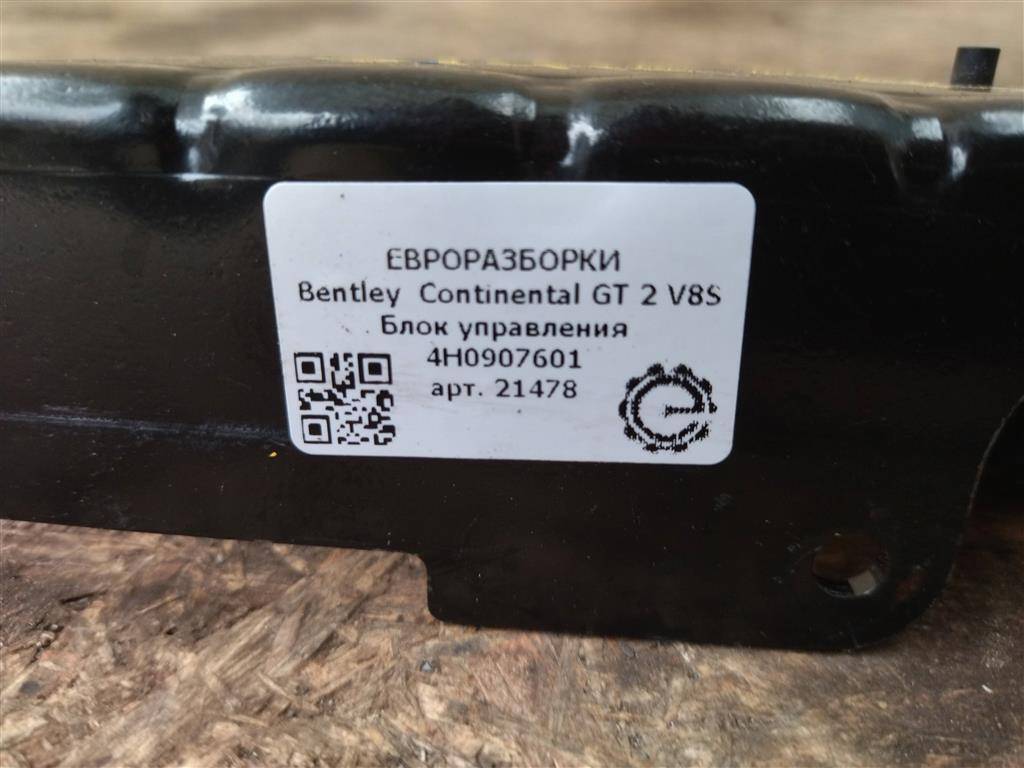 ЕВРОРАЗБОРКИ
Bentley Continental GT 2 V8S
Блок управления
4H0907601
арт. 21478